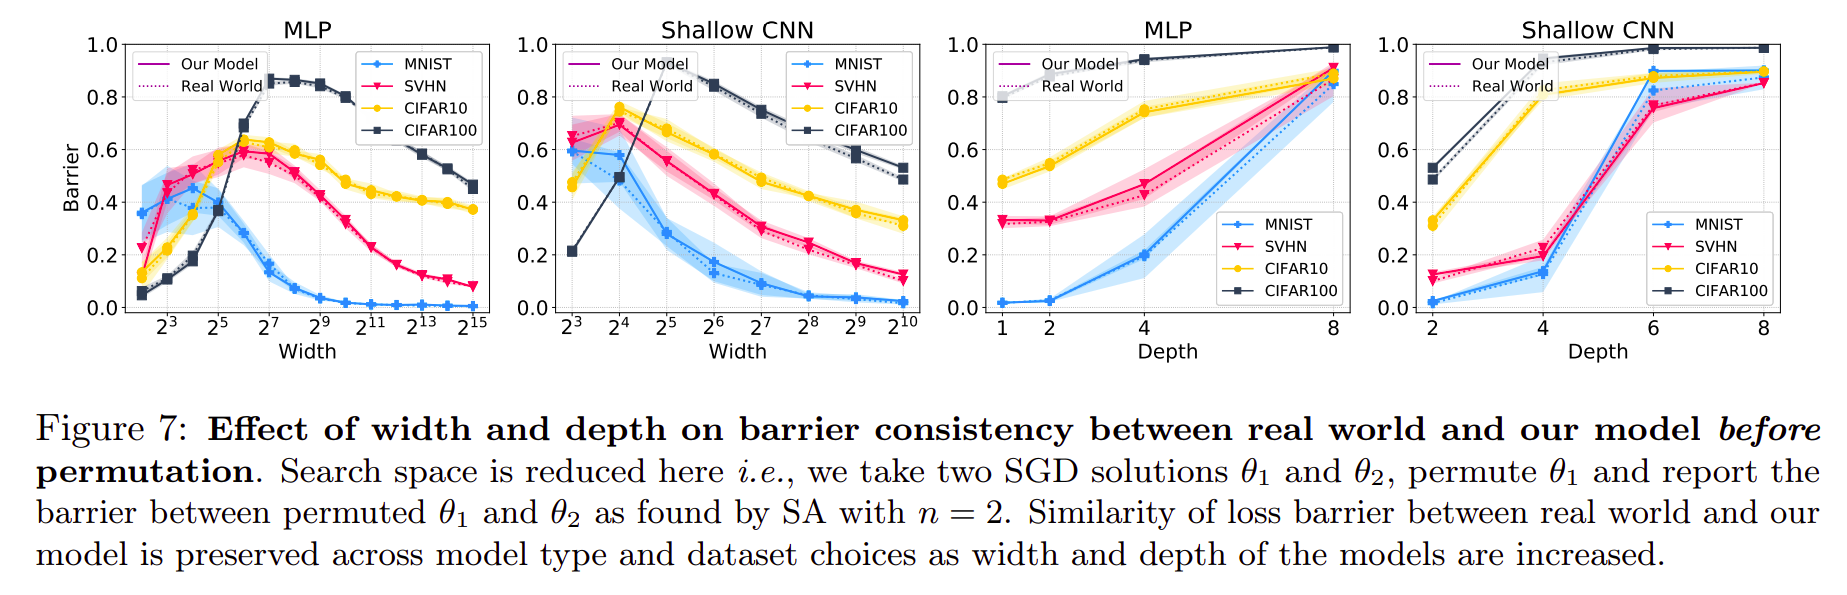 MLP
1.0
0.8
0.6
0.4
0.2
0.0
Barrier
Our Model
Real World
MNIST
SVHN
CIFAR10
CIFAR100
2^3 2^5 2^7 2^9 2^11 2^13 2^15
Width
Shallow CNN
1.0
0.8
0.6
0.4
0.2
0.0
Our Model
Real World
MNIST
SVHN
CIFAR10
CIFAR100
2^3 2^4 2^5 2^6 2^7 2^8 2^9 2^10
Width
MLP
1.0
0.8
0.6
0.4
0.2
0.0
Our Model
Real World
MNIST
SVHN
CIFAR10
CIFAR100
1 2 4 8
Depth
Shallow CNN
1.0
0.8
0.6
0.4
0.2
0.0
Our Model
Real World
MNIST
SVHN
CIFAR10
CIFAR100
2 4 6 8
Depth
Figure 7: Effect of width and depth on barrier consistency between real world and our model before
permutation. Search space is reduced here i.e., we take two SGD solutions θ₁ and θ₂, permute θ₁ and report the
barrier between permuted θ₁ and θ₂ as found by SA with n = 2. Similarity of loss barrier between real world and our
model is preserved across model type and dataset choices as width and depth of the models are increased.